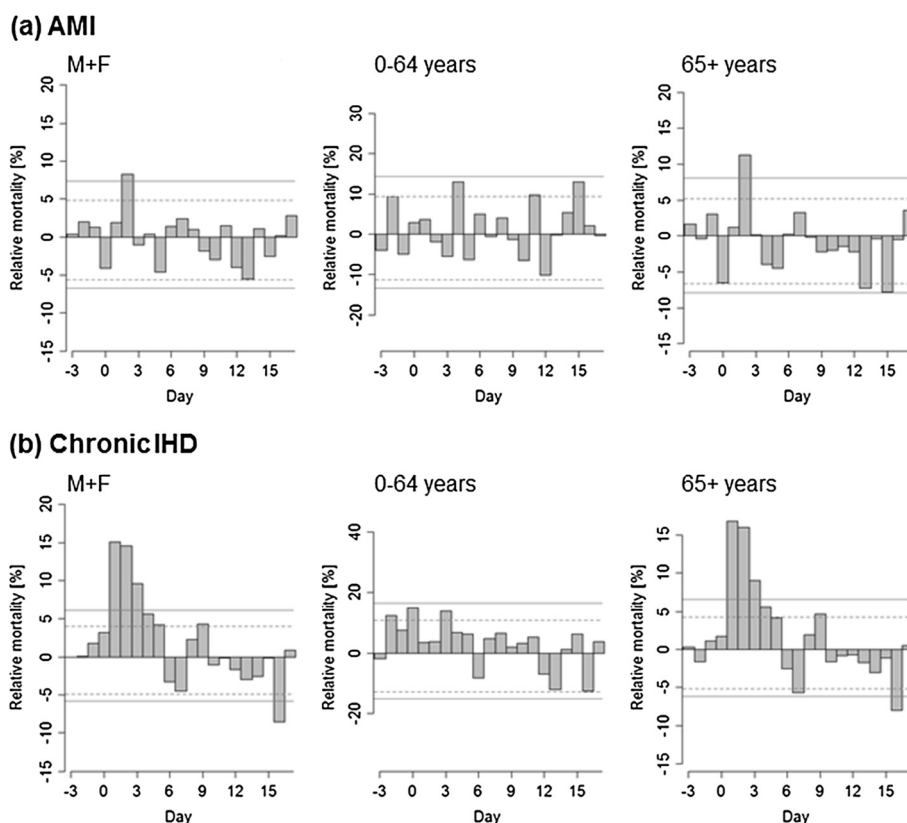 (a) AMI
M+F
0-64 years
65+ years
Relative mortality [%]
20
15
10
5
0
-5
-10
-15
-3 0 3 6 9 12 15
Day
Relative mortality [%]
30
20
10
0
-10
-20
-3 0 3 6 9 12 15
Day
Relative mortality [%]
20
15
10
5
0
-5
-10
-15
-3 0 3 6 9 12 15
Day
(b) Chronic IHD
M+F
0-64 years
65+ years
Relative mortality [%]
20
15
10
5
0
-5
-10
-15
-3 0 3 6 9 12 15
Day
Relative mortality [%]
40
20
0
-20
-3 0 3 6 9 12 15
Day
Relative mortality [%]
15
10
5
0
-5
-10
-15
-3 0 3 6 9 12 15
Day